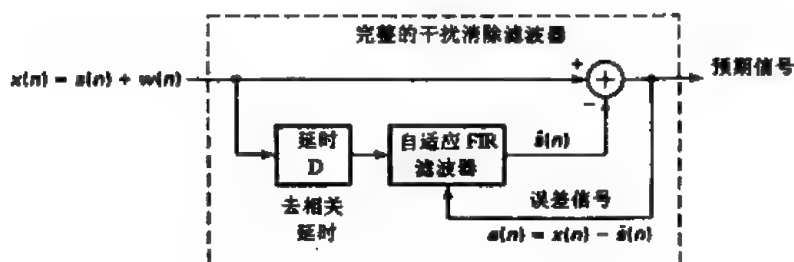 完整的干扰消除滤波器
x(n) = s(n) + w(n)
+
+
预期信号
−
延时
D
自适应 FIR
滤波器
ŝ(n)
去相关
延时
误差信号
e(n) = x(n) − ŝ(n)